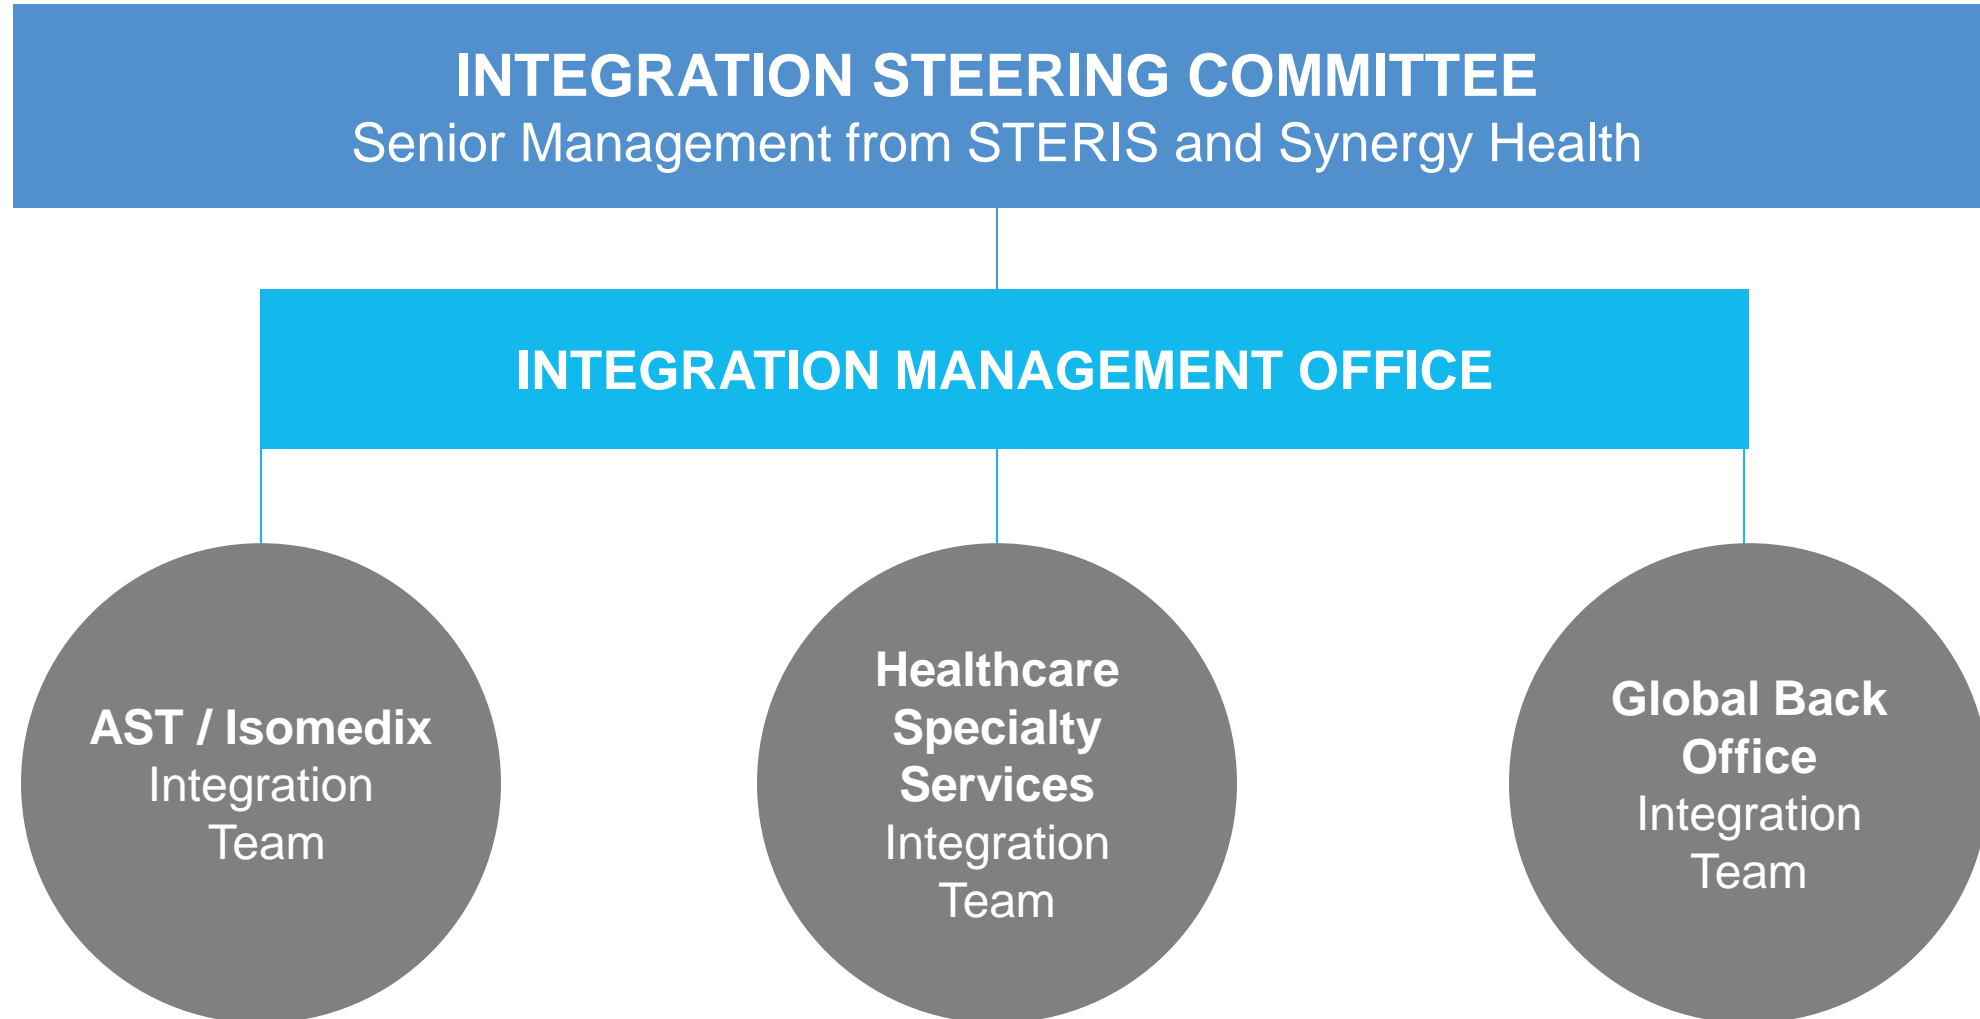 INTEGRATION STEERING COMMITTEE
Senior Management from STERIS and Synergy Health
INTEGRATION MANAGEMENT OFFICE
AST / Isomedix
Integration
Team
Healthcare
Specialty
Services
Integration
Team
Global Back
Office
Integration
Team